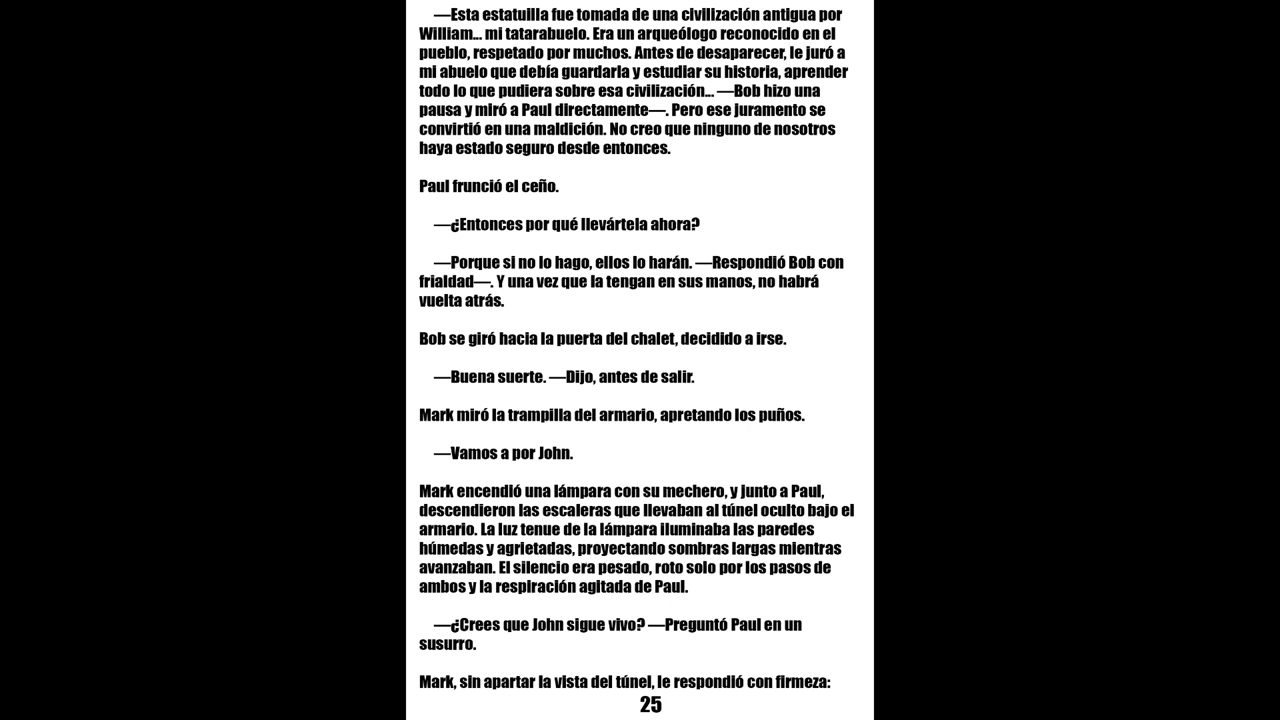 —Esta estatuilla fue tomada de una civilización antigua por
William... mi tatarabuelo. Era un arqueólogo reconocido en el
pueblo, respetado por muchos. Antes de desaparecer, le juró a
mi abuelo que debía guardarla y estudiar su historia, aprender
todo lo que pudiera sobre esa civilización... —Bob hizo una
pausa y miró a Paul directamente—. Pero ese juramento se
convirtió en una maldición. No creo que ninguno de nosotros
haya estado seguro desde entonces.
Paul frunció el ceño.
—¿Entonces por qué llevártela ahora?
—Porque si no lo hago, ellos lo harán. —Respondió Bob con
frialdad—. Y una vez que la tengan en sus manos, no habrá
vuelta atrás.
Bob se giró hacia la puerta del chalet, decidido a irse.
—Buena suerte. —Dijo, antes de salir.
Mark miró la trampilla del armario, apretando los puños.
—Vamos a por John.
Mark encendió una lámpara con su mechero, y junto a Paul,
descendieron las escaleras que llevaban al túnel oculto bajo el
armario. La luz tenue de la lámpara iluminaba las paredes
húmedas y agrietadas, proyectando sombras largas mientras
avanzaban. El silencio era pesado, roto solo por los pasos de
ambos y la respiración agitada de Paul.
—¿Crees que John sigue vivo? —Preguntó Paul en un
susurro.
Mark, sin apartar la vista del túnel, le respondió con firmeza:
25